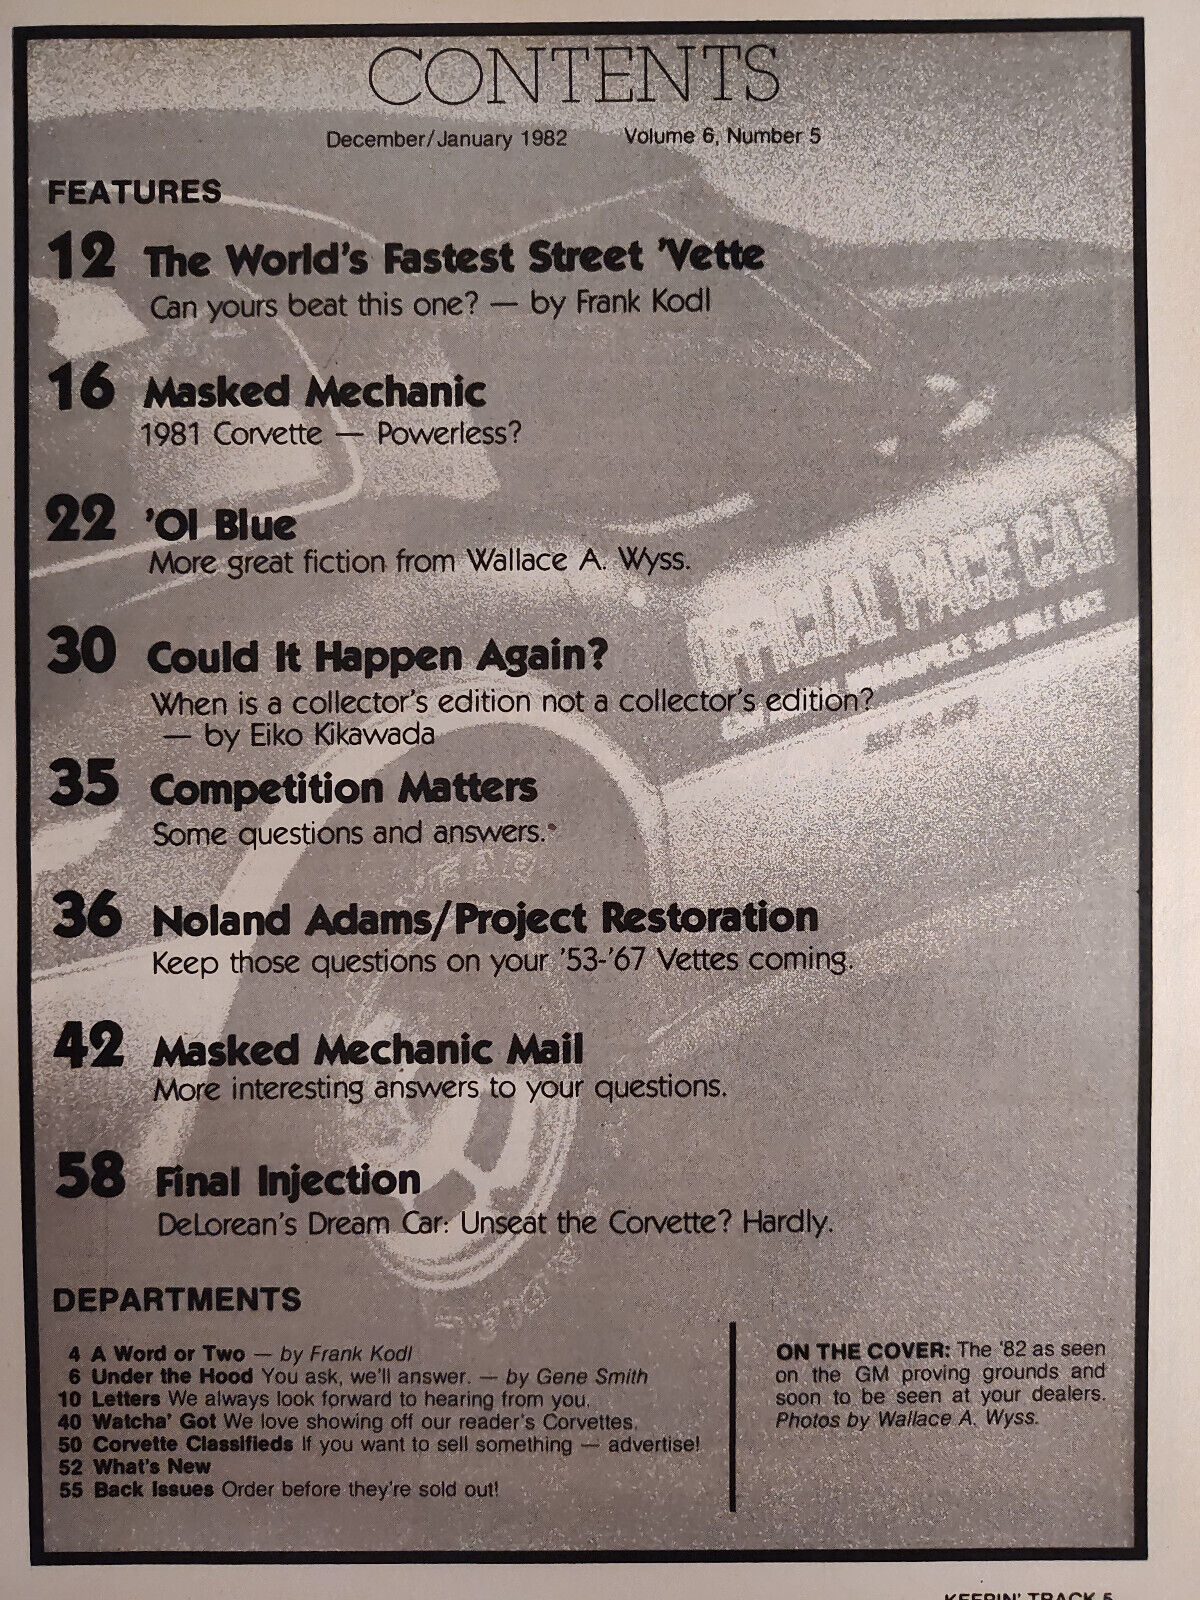 CONTENTS
December/January 1982 Volume 6, Number 5
FEATURES
12 The World's Fastest Street 'Vette
Can yours beat this one? — by Frank Kodl
16 Masked Mechanic
1981 Corvette — Powerless?
22 'Ol Blue
More great fiction from Wallace A. Wyss.
OFFICIAL PACE CAR
30 Could It Happen Again?
When is a collector's edition not a collector's edition?
— by Eiko Kikawada
35 Competition Matters
Some questions and answers.
36 Noland Adams/Project Restoration
Keep those questions on your '53-'67 Vettes coming.
42 Masked Mechanic Mail
More interesting answers to your questions.
58 Final Injection
DeLorean's Dream Car: Unseat the Corvette? Hardly.
DEPARTMENTS
4 A Word or Two — by Frank Kodl
6 Under the Hood You ask, we'll answer. — by Gene Smith
10 Letters We always look forward to hearing from you.
40 Watcha' Got We love showing off our reader's Corvettes.
50 Corvette Classifieds If you want to sell something — advertise!
52 What's New
55 Back Issues Order before they're sold out!
ON THE COVER: The '82 as seen
on the GM proving grounds and
soon to be seen at your dealers.
Photos by Wallace A. Wyss.
KEEPIN' TRACK 5